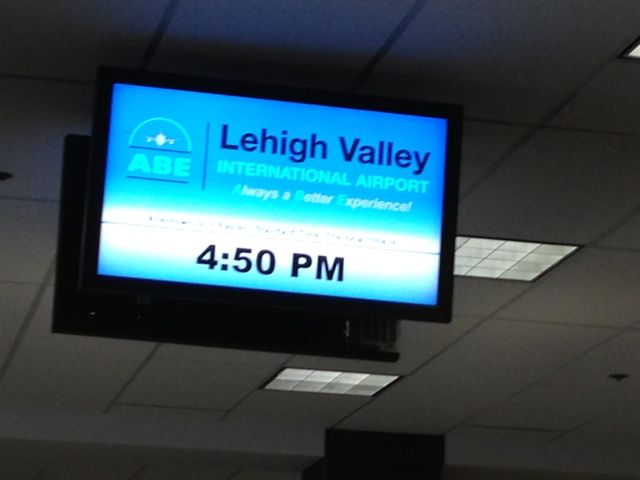 ABE
Lehigh Valley
INTERNATIONAL AIRPORT
Always a Better Experience!
4:50 PM